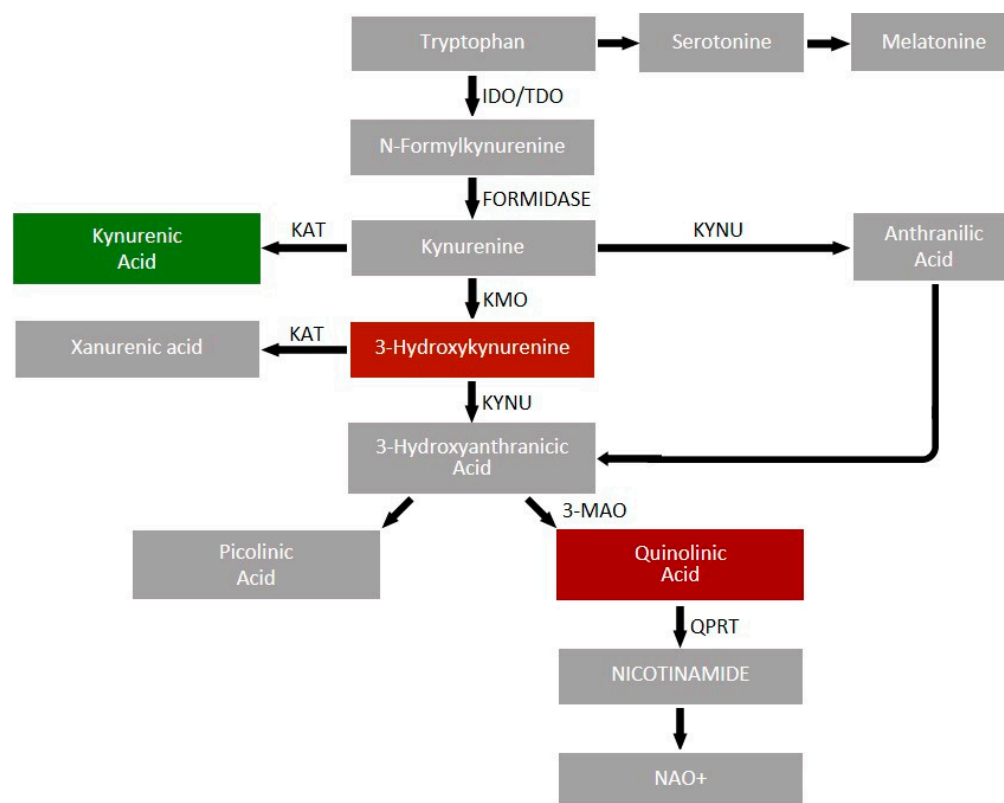 Tryptophan
Serotonine
Melatonine
IDO/TDO
N-Formylkynurenine
FORMIDASE
Kynurenic
Acid
KAT
Kynurenine
KYNU
Anthranilic
Acid
KMO
Xanurenic acid
KAT
3-Hydroxykynurenine
KYNU
3-Hydroxyanthranicic
Acid
3-MAO
Picolinic
Acid
Quinolinic
Acid
QPRT
NICOTINAMIDE
NAO+